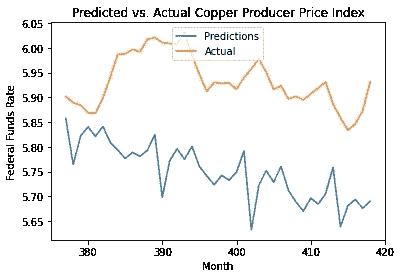 Predicted vs. Actual Copper Producer Price Index
Predictions
Actual
Federal Funds Rate
6.05
6.00
5.95
5.90
5.85
5.80
5.75
5.70
5.65
380
390
400
410
420
Month